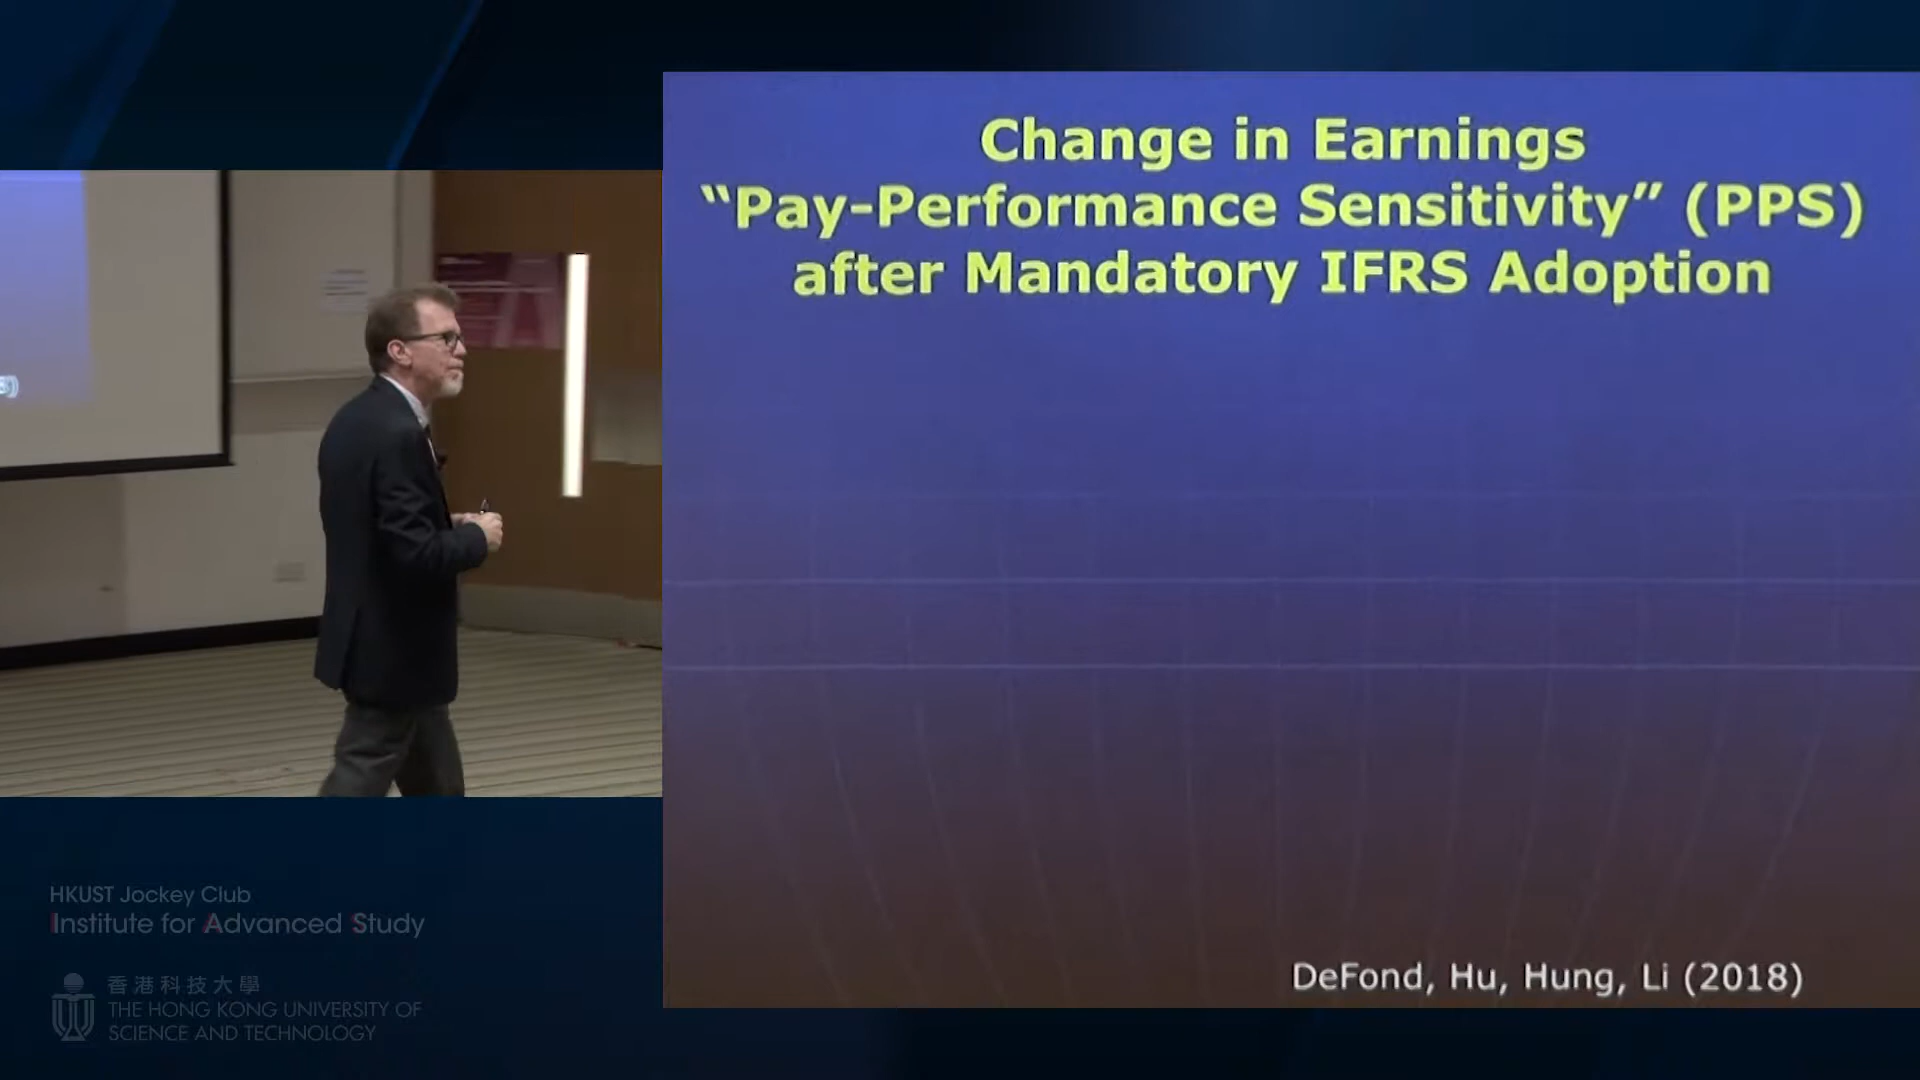 Change in Earnings
“Pay-Performance Sensitivity” (PPS)
after Mandatory IFRS Adoption
DeFond, Hu, Hung, Li (2018)
HKUST Jockey Club
Institute for Advanced Study
香港科技大學
THE HONG KONG UNIVERSITY OF
SCIENCE AND TECHNOLOGY